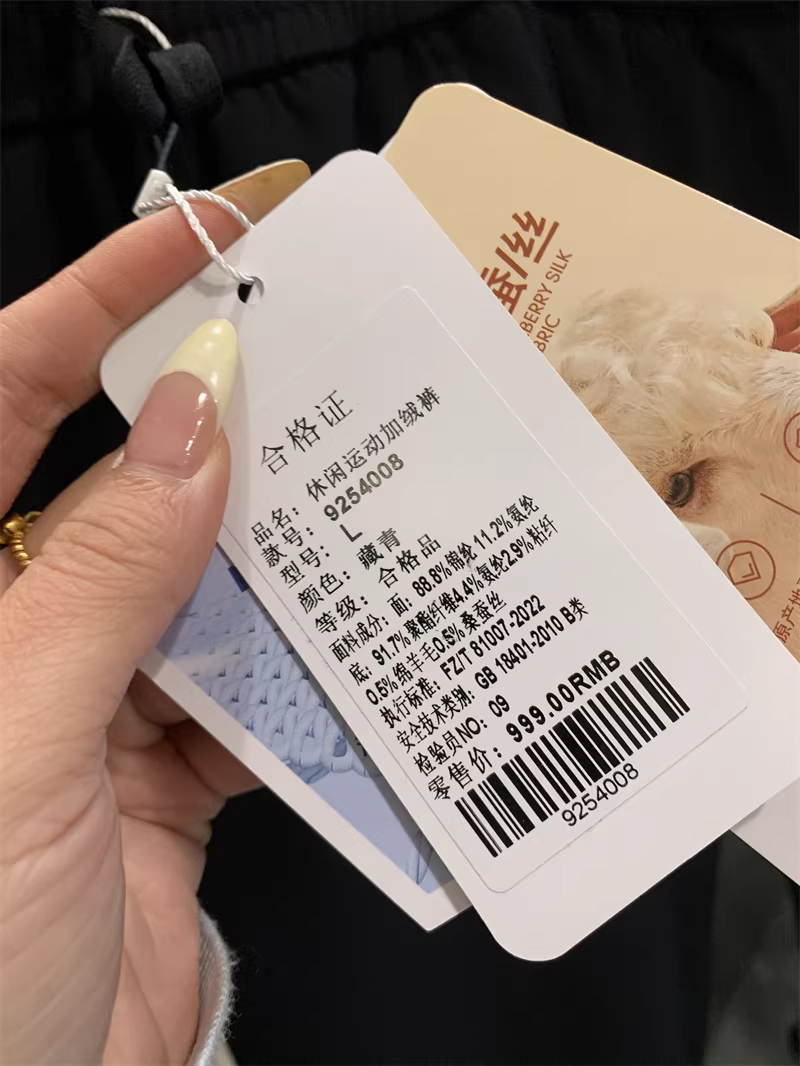 合格证
品名: 休闲运动加绒裤
款号: 9254008
型号: L
颜色: 藏青
等级: 合格品
面料成分: 面: 88.8%锦纶11.2%氨纶
底: 91.7%聚酯纤维4.4%氨纶2.9%粘纤
0.5%绵羊毛0.5%桑蚕丝
执行标准: FZ/T 81007-2022
安全技术类别: GB 18401-2010 B类
检验员NO: 09
零售价: 999.00RMB
9254008
蚕/丝
BERRY SILK
BRIC
原产地